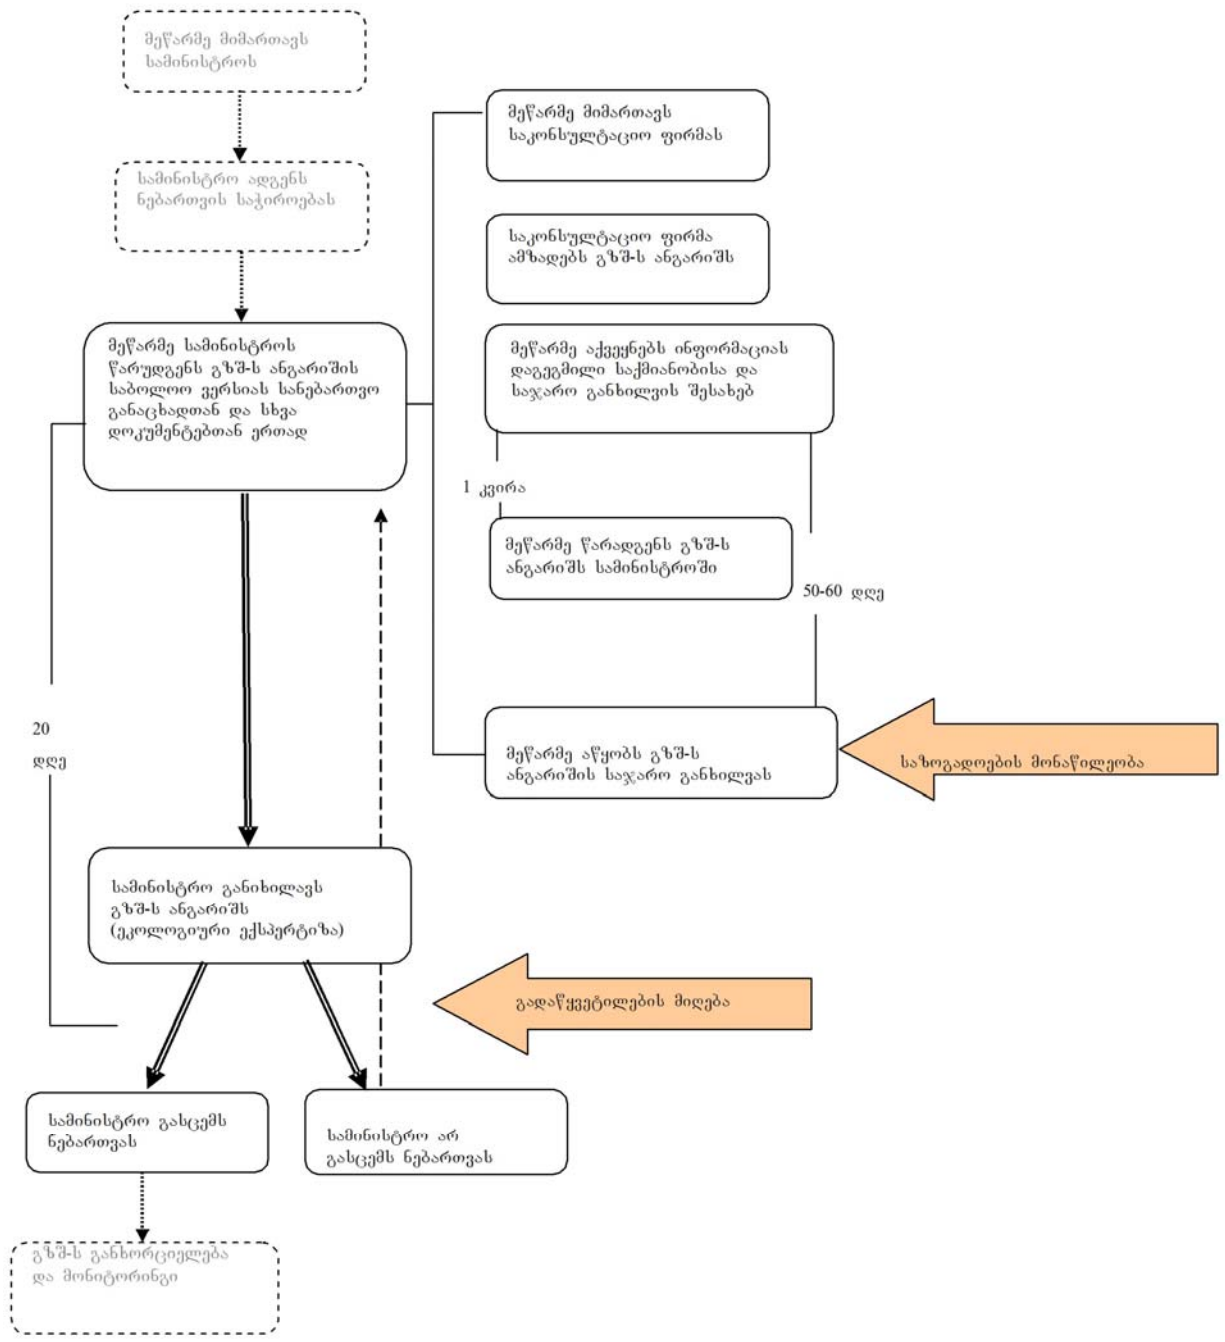 მეწარმე მიმართავს
სამინისტროს
სამინისტრო ადგენს
ნებართვის საჭიროებას
მეწარმე სამინისტროს
წარუდგენს გზშ-ს ანგარიშის
საბოლოო ვერსიას სანებართვო
განაცხადთან და სხვა
დოკუმენტებთან ერთად
მეწარმე მიმართავს
საკონსულტაციო ფირმას
საკონსულტაციო ფირმა
ამზადებს გზშ-ს ანგარიშს
მეწარმე აქვეყნებს ინფორმაციას
დაგეგმილი საქმიანობისა და
საჯარო განხილვის შესახებ
1 კვირა
მეწარმე წარადგენს გზშ-ს
ანგარიშს სამინისტროში
50-60 დღე
მეწარმე აწყობს გზშ-ს
ანგარიშის საჯარო განხილვას
საზოგადოების მონაწილეობა
20
დღე
სამინისტრო განიხილავს
გზშ-ს ანგარიშს
(ეკოლოგიური ექსპერტიზა)
გადაწყვეტილების მიღება
სამინისტრო გასცემს
ნებართვას
სამინისტრო არ
გასცემს ნებართვას
გზშ-ს განხორციელება
და მონიტორინგი